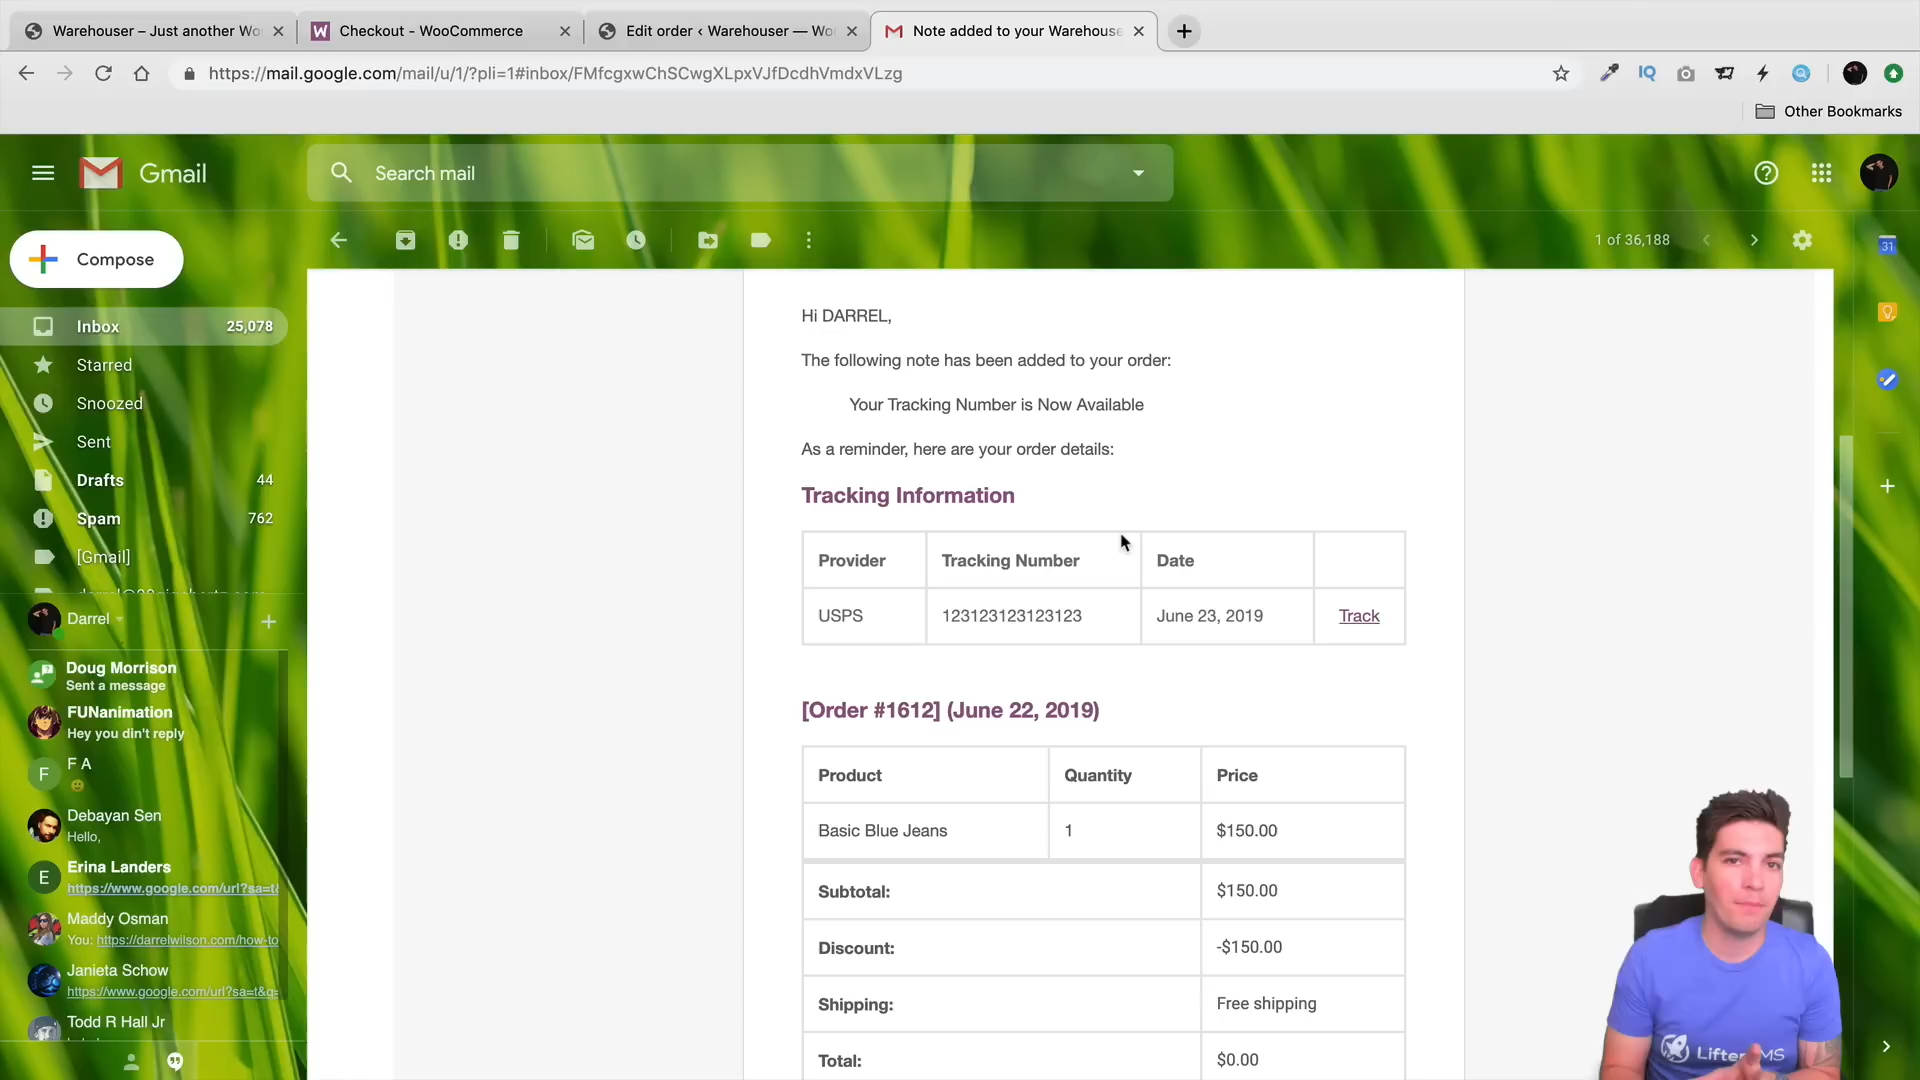 Warehouser – Just another Wo
Checkout - WooCommerce
Edit order ‹ Warehouser — Wo
Note added to your Warehouse
https://mail.google.com/mail/u/1/?pli=1#inbox/FMfcgxwChSCwgXLpxVJfDcdhVmdxVLzg
IQ
Other Bookmarks
Gmail
Search mail
Compose
1 of 36,188
31
Inbox 25,078
Starred
Snoozed
Sent
Drafts 44
Spam 762
[Gmail]
Darrel
Doug Morrison
Sent a message
FUNanimation
Hey you din't reply
F
F A
Debayan Sen
Hello,
E
Erina Landers
https://www.google.com/url?sa=t&
Maddy Osman
You: https://darrelwilson.com/how-to
Janieta Schow
https://www.google.com/url?sa=t&q=
Todd R Hall Jr
Hi DARREL,
The following note has been added to your order:
Your Tracking Number is Now Available
As a reminder, here are your order details:
Tracking Information
Provider Tracking Number Date
USPS 123123123123123 June 23, 2019 Track
[Order #1612] (June 22, 2019)
Product Quantity Price
Basic Blue Jeans 1 $150.00
Subtotal: $150.00
Discount: -$150.00
Shipping: Free shipping
Total: $0.00